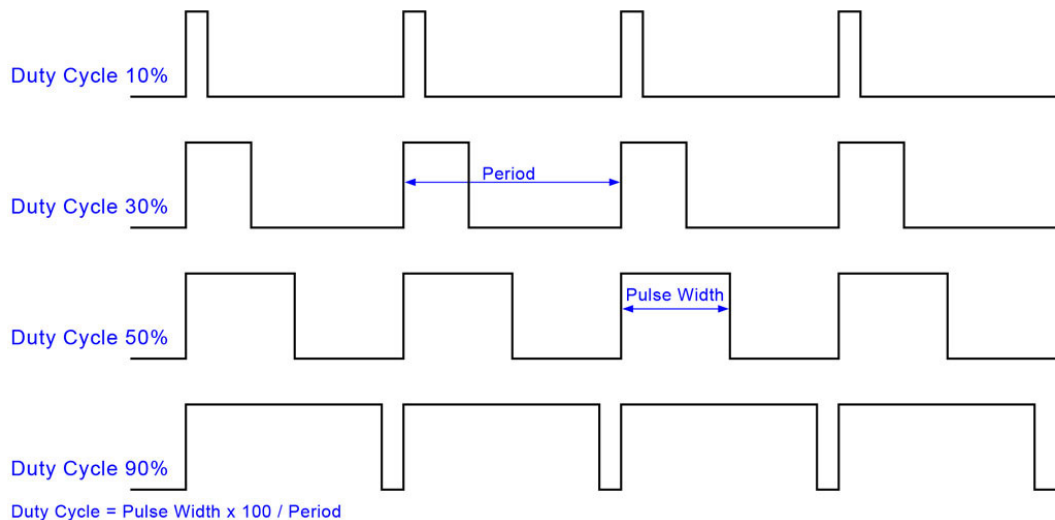 Duty Cycle 10%
Period
Duty Cycle 30%
Pulse Width
Duty Cycle 50%
Duty Cycle 90%
Duty Cycle = Pulse Width x 100 / Period